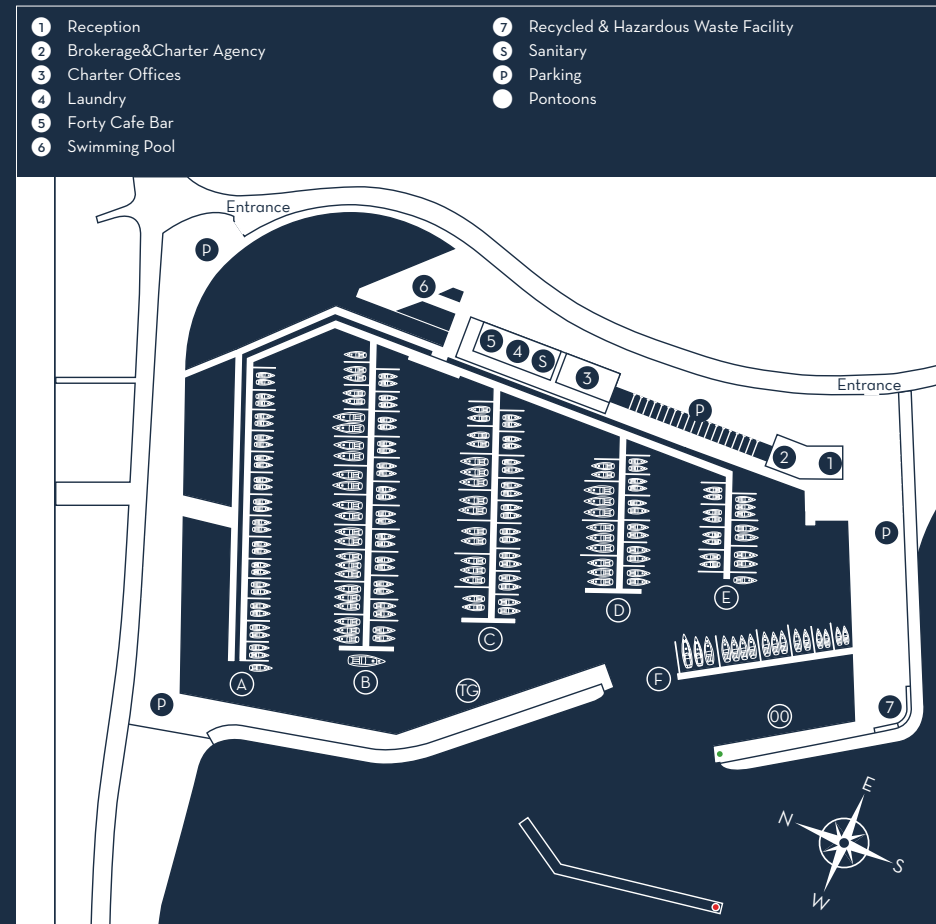 1 Reception
2 Brokerage&Charter Agency
3 Charter Offices
4 Laundry
5 Forty Cafe Bar
6 Swimming Pool
7 Recycled & Hazardous Waste Facility
S Sanitary
P Parking
Pontoons
Entrance
P
6
5
4
S
3
Entrance
P
2
1
P
E
D
C
F
A
B
TG
P
7
00
E
N
S
W